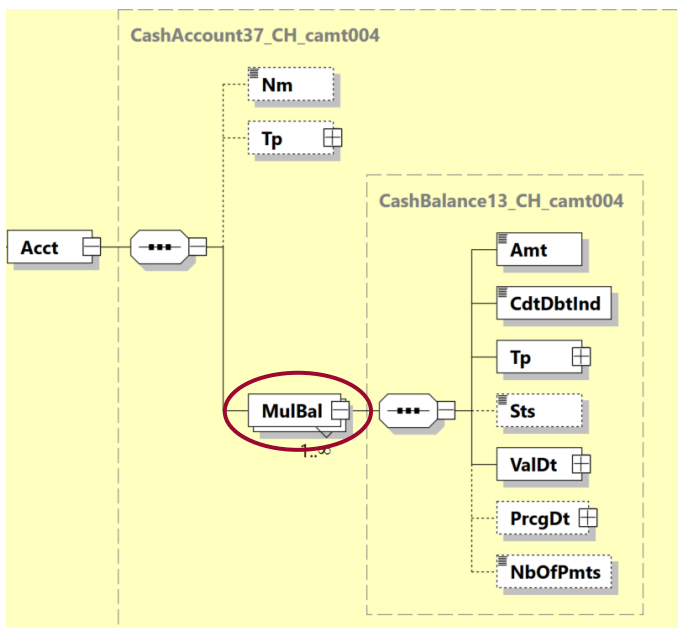 CashAccount37_CH_camt004
Nm
Tp
CashBalance13_CH_camt004
Acct
Amt
CdtDbtInd
Tp
MulBal
Sts
1..∞
ValDt
PrcgDt
NbOfPmts